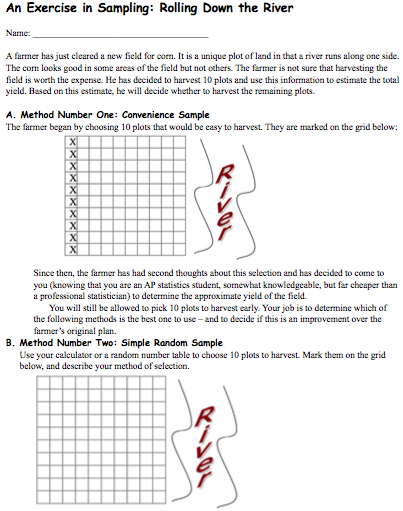 An Exercise in Sampling: Rolling Down the River
Name:
A farmer has just cleared a new field for corn. It is a unique plot of land in that a river runs along one side.
The corn looks good in some areas of the field but not others. The farmer is not sure that harvesting the
field is worth the expense. He has decided to harvest 10 plots and use this information to estimate the total
yield. Based on this estimate, he will decide whether to harvest the remaining plots.
A. Method Number One: Convenience Sample
The farmer began by choosing 10 plots that would be easy to harvest. They are marked on the grid below:
X
X
X
X
X
X
X
X
X
X
River
Since then, the farmer has had second thoughts about this selection and has decided to come to
you (knowing that you are an AP statistics student, somewhat knowledgeable, but far cheaper than
a professional statistician) to determine the approximate yield of the field.
You will still be allowed to pick 10 plots to harvest early. Your job is to determine which of
the following methods is the best one to use – and to decide if this is an improvement over the
farmer's original plan.
B. Method Number Two: Simple Random Sample
Use your calculator or a random number table to choose 10 plots to harvest. Mark them on the grid
below, and describe your method of selection.
River